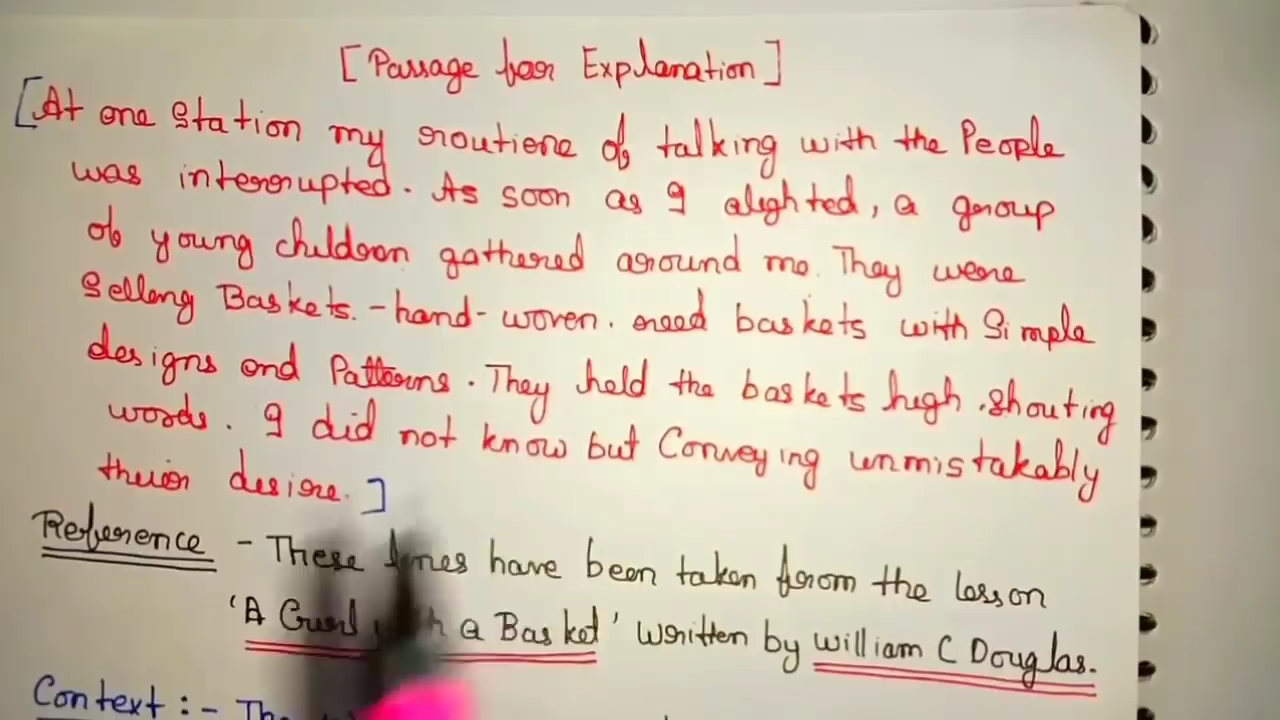 [Passage for Explanation]
[At one Station my routine of talking with the People
was interrupted. As soon as I alighted, a group
of young children gathered around me. They were
Selling Baskets. - hand - woven. reed baskets with Simple
designs and Patterns. They held the baskets high. Shouting
words. I did not know but Conveying unmistakably
their desire.]
Reference - These lines have been taken from the lesson
'A Girl a Basket' written by William C Douglas.
Context :-